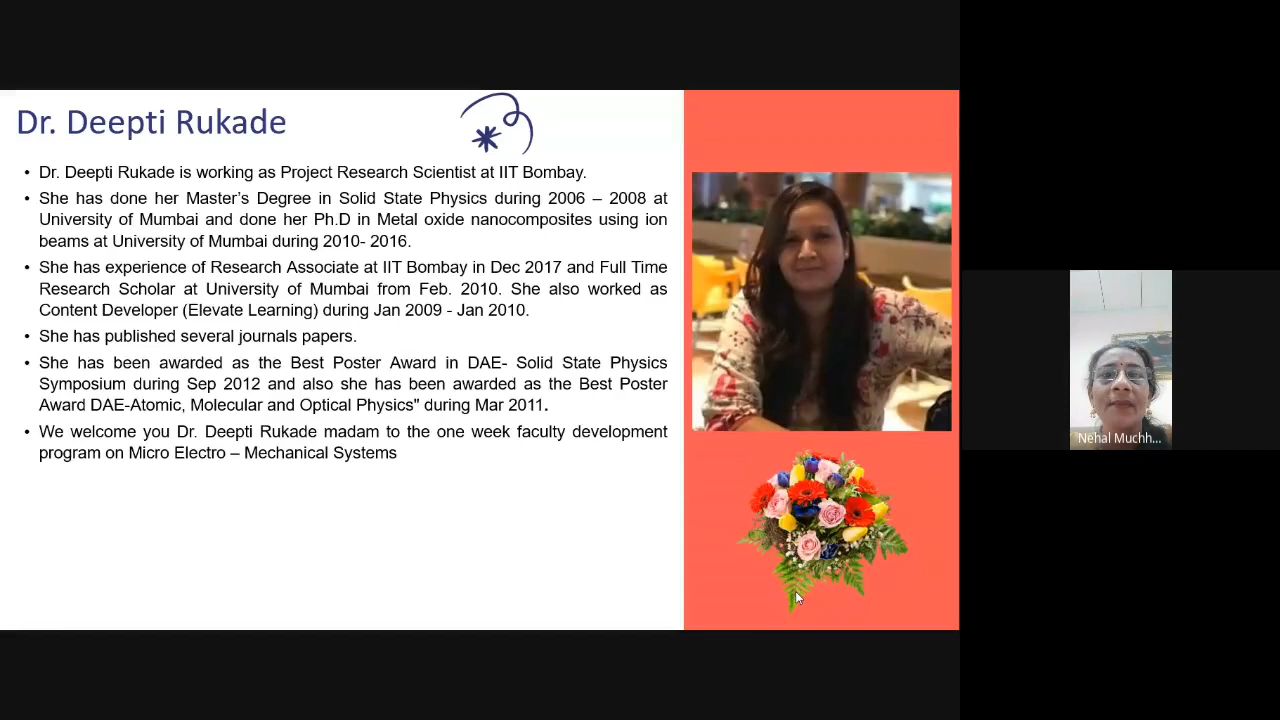 Dr. Deepti Rukade
• Dr. Deepti Rukade is working as Project Research Scientist at IIT Bombay.
• She has done her Master's Degree in Solid State Physics during 2006 – 2008 at
University of Mumbai and done her Ph.D in Metal oxide nanocomposites using ion
beams at University of Mumbai during 2010- 2016.
• She has experience of Research Associate at IIT Bombay in Dec 2017 and Full Time
Research Scholar at University of Mumbai from Feb. 2010. She also worked as
Content Developer (Elevate Learning) during Jan 2009 - Jan 2010.
• She has published several journals papers.
• She has been awarded as the Best Poster Award in DAE- Solid State Physics
Symposium during Sep 2012 and also she has been awarded as the Best Poster
Award DAE-Atomic, Molecular and Optical Physics" during Mar 2011.
• We welcome you Dr. Deepti Rukade madam to the one week faculty development
program on Micro Electro – Mechanical Systems
Nehal Muchh...